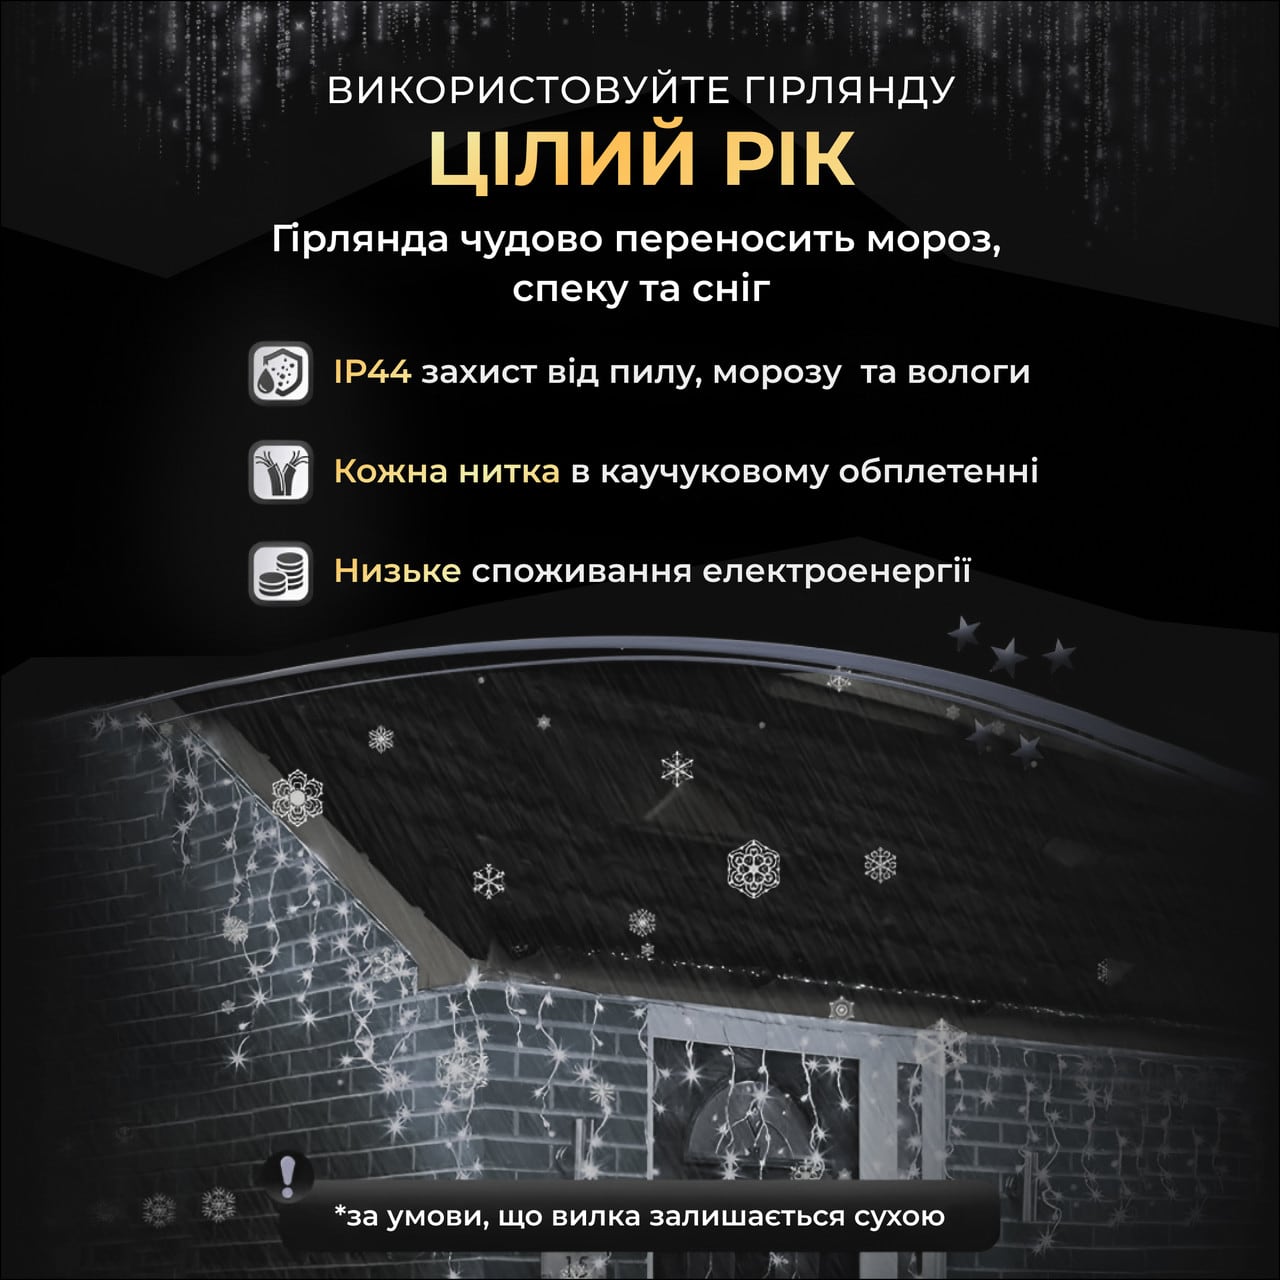 ВИКОРИСТОВУЙТЕ ГІРЛЯНДУ
ЦІЛИЙ РІК
Гірлянда чудово переносить мороз,
спеку та сніг
IP44 захист від пилу, морозу та вологи
Кожна нитка в каучуковому обплетенні
Низьке споживання електроенергії
*за умови, що вилка залишається сухою